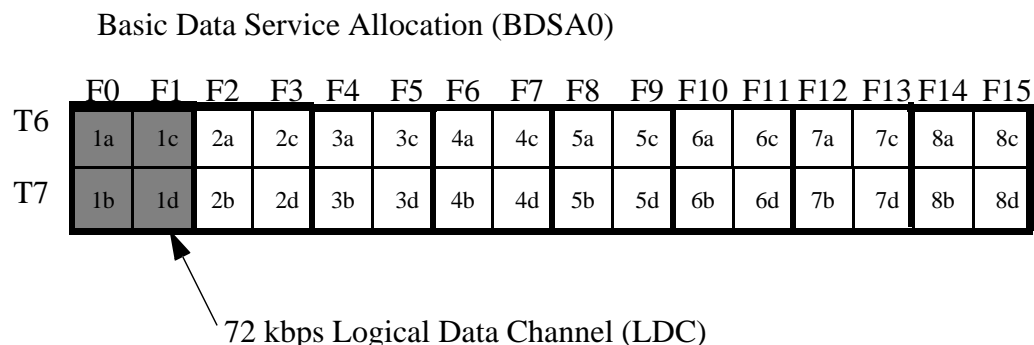 Basic Data Service Allocation (BDSA0)
F0 F1 F2 F3 F4 F5 F6 F7 F8 F9 F10 F11 F12 F13 F14 F15
T6 1a 1c 2a 2c 3a 3c 4a 4c 5a 5c 6a 6c 7a 7c 8a 8c
T7 1b 1d 2b 2d 3b 3d 4b 4d 5b 5d 6b 6d 7b 7d 8b 8d
72 kbps Logical Data Channel (LDC)